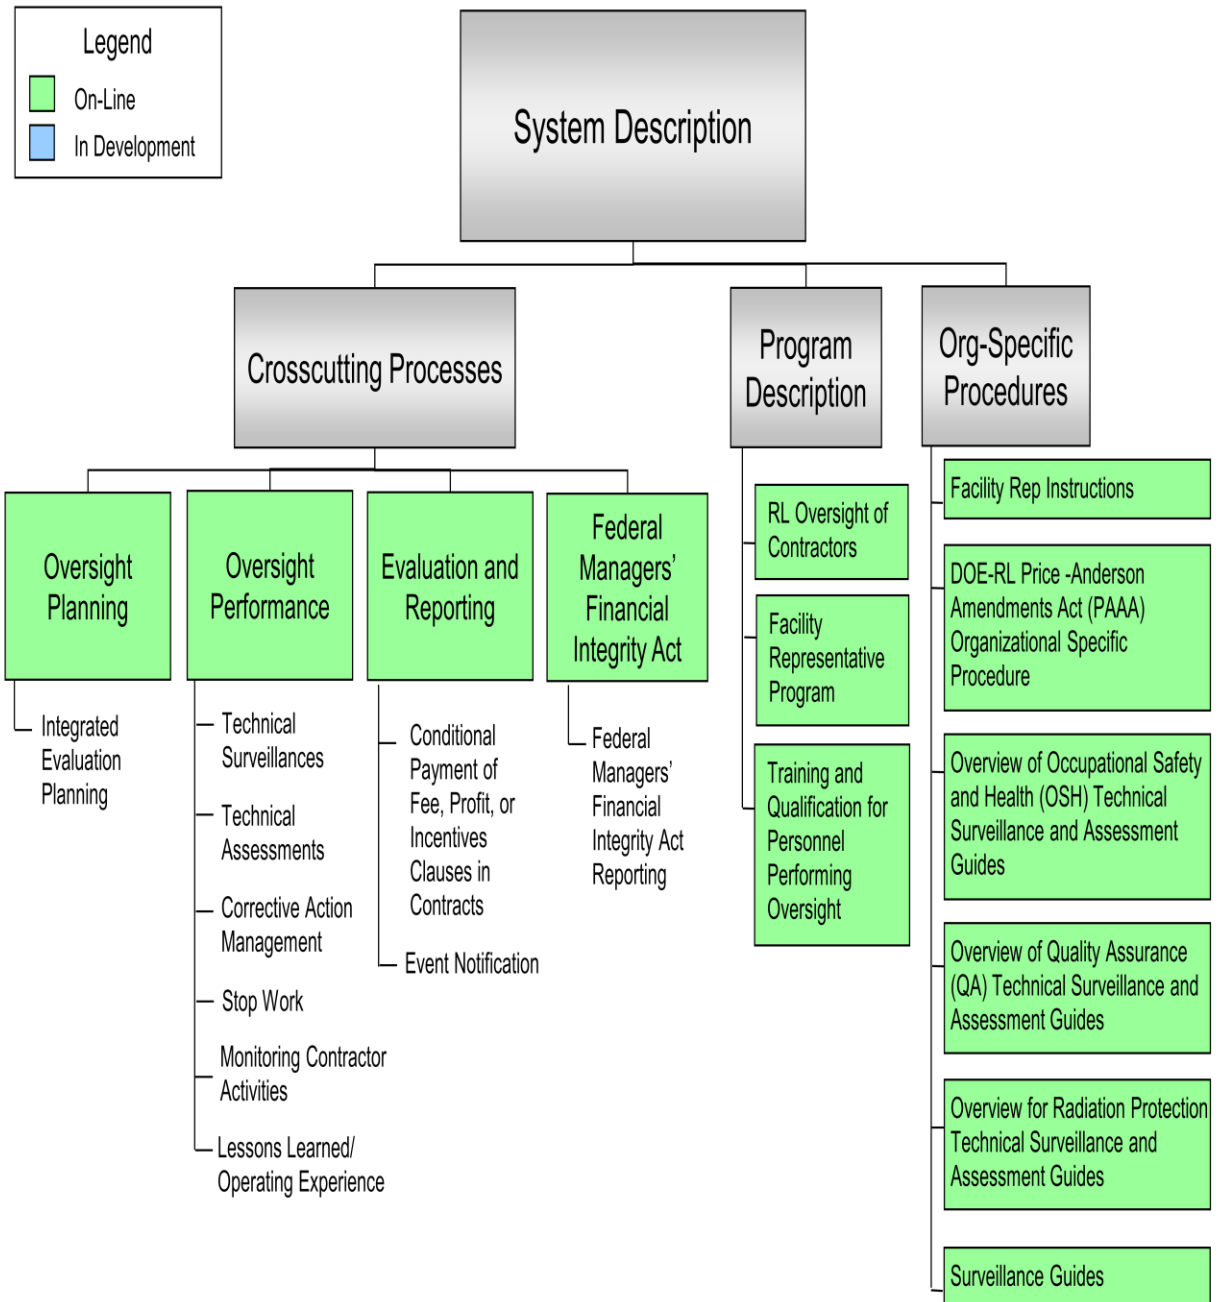 Legend
On-Line
In Development
System Description
Crosscutting Processes
Program
Description
Org-Specific
Procedures
Oversight
Planning
Integrated
Evaluation
Planning
Oversight
Performance
Technical
Surveillances
Technical
Assessments
Corrective Action
Management
Stop Work
Monitoring Contractor
Activities
Lessons Learned/
Operating Experience
Evaluation and
Reporting
Conditional
Payment of
Fee, Profit, or
Incentives
Clauses in
Contracts
Event Notification
Federal
Managers’
Financial
Integrity Act
Federal
Managers’
Financial
Integrity Act
Reporting
RL Oversight of
Contractors
Facility
Representative
Program
Training and
Qualification for
Personnel
Performing
Oversight
Facility Rep Instructions
DOE-RL Price -Anderson
Amendments Act (PAAA)
Organizational Specific
Procedure
Overview of Occupational Safety
and Health (OSH) Technical
Surveillance and Assessment
Guides
Overview of Quality Assurance
(QA) Technical Surveillance and
Assessment Guides
Overview for Radiation Protection
Technical Surveillance and
Assessment Guides
Surveillance Guides